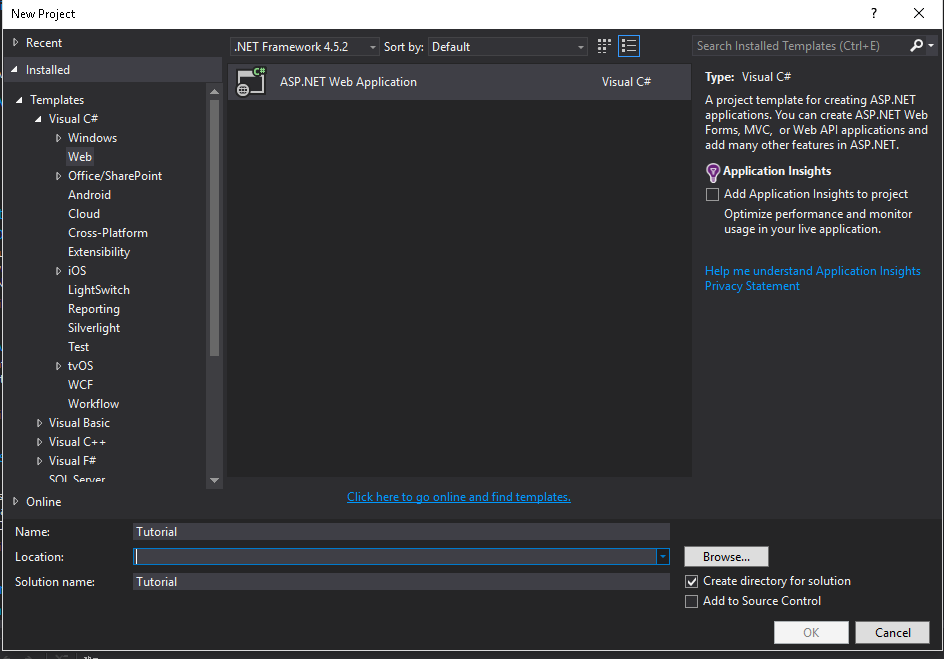 New Project
?
Recent
.NET Framework 4.5.2
Sort by:
Default
Search Installed Templates (Ctrl+E)
Installed
Templates
Visual C#
Windows
Web
Office/SharePoint
Android
Cloud
Cross-Platform
Extensibility
iOS
LightSwitch
Reporting
Silverlight
Test
tvOS
WCF
Workflow
Visual Basic
Visual C++
Visual F#
SQL Server
Online
C#
ASP.NET Web Application
Visual C#
Click here to go online and find templates.
Type: Visual C#
A project template for creating ASP.NET
applications. You can create ASP.NET Web
Forms, MVC, or Web API applications and
add many other features in ASP.NET.
Application Insights
Add Application Insights to project
Optimize performance and monitor
usage in your live application.
Help me understand Application Insights
Privacy Statement
Name:
Tutorial
Location:
Browse...
Solution name:
Tutorial
Create directory for solution
Add to Source Control
OK
Cancel